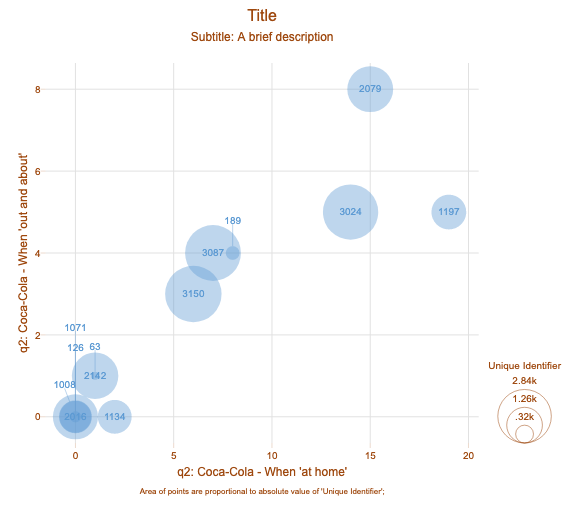 Title
Subtitle: A brief description
q2: Coca-Cola - When 'out and about'
8
6
4
2
0
2079
3024
1197
189
3087
3150
1071
126
63
2142
1008
2016
1134
Unique Identifier
2.84k
1.26k
.32k
0
5
10
15
20
q2: Coca-Cola - When 'at home'
Area of points are proportional to absolute value of 'Unique Identifier';